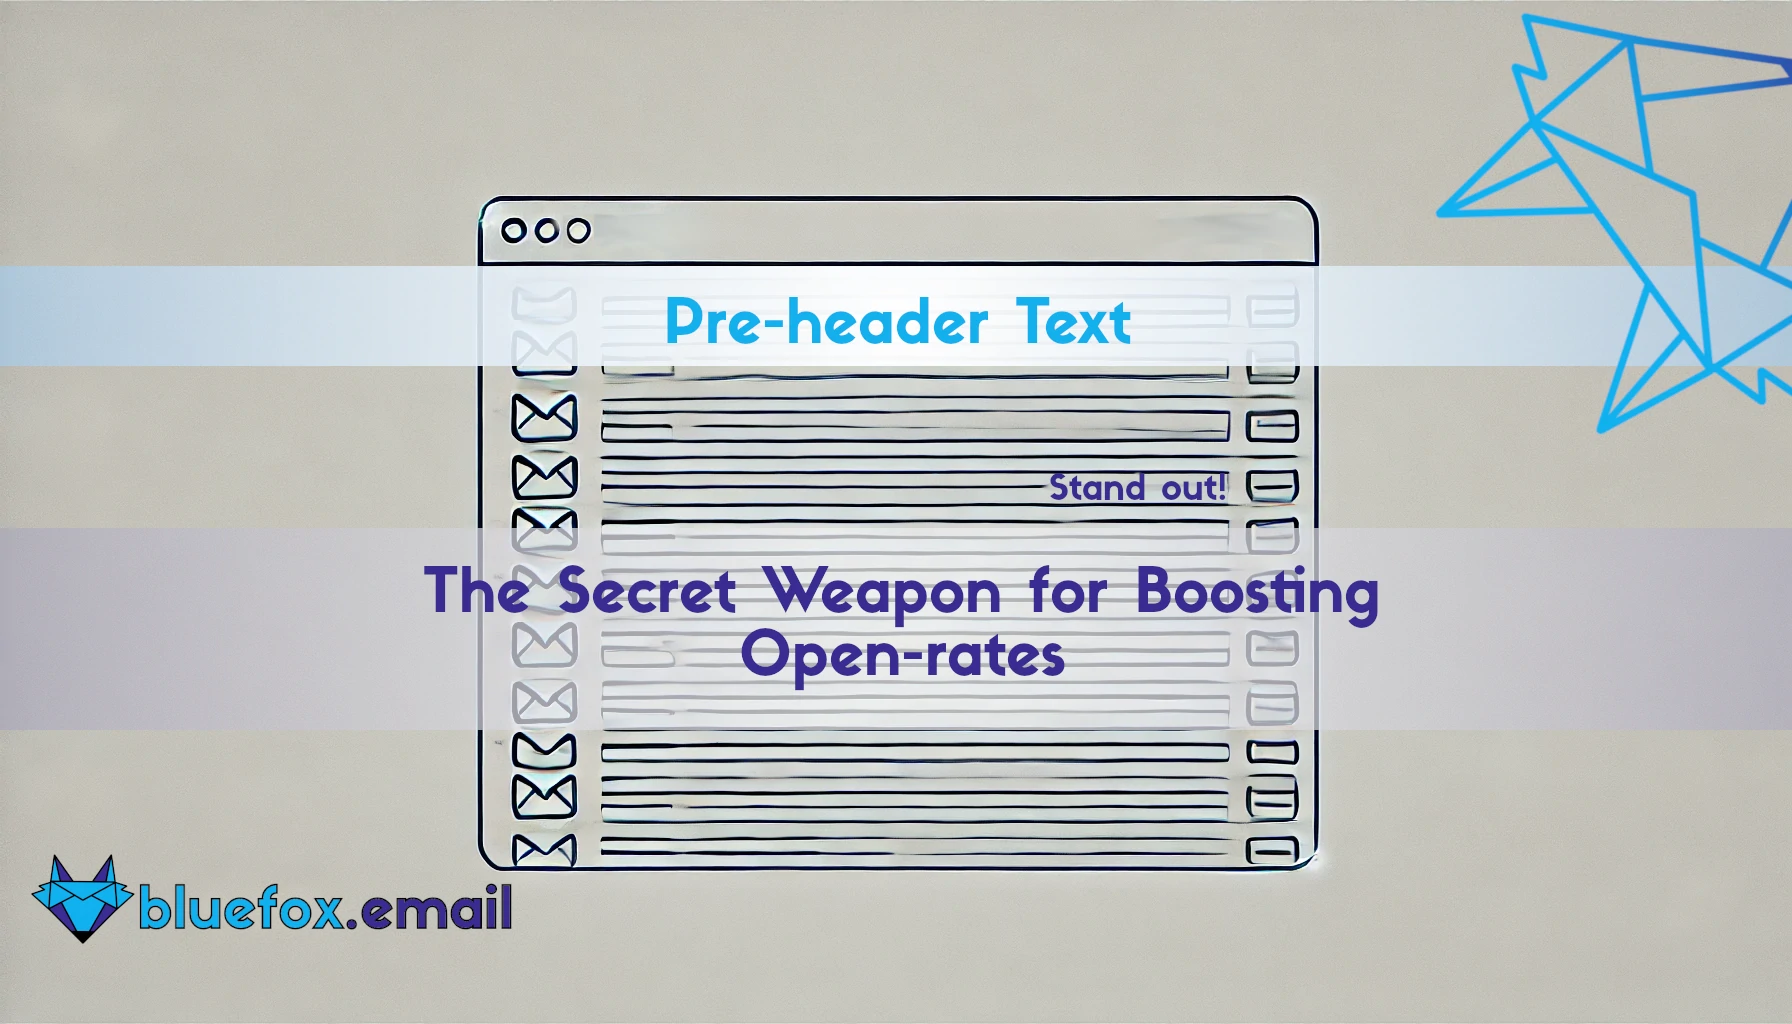 Pre-header Text
Stand out!
The Secret Weapon for Boosting
Open-rates
bluefox.email